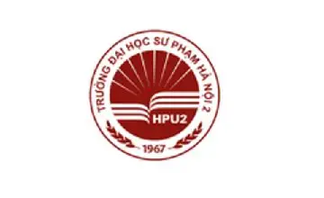 TRƯỜNG ĐẠI HỌC SƯ PHẠM HÀ NỘI 2
HPU2
1967